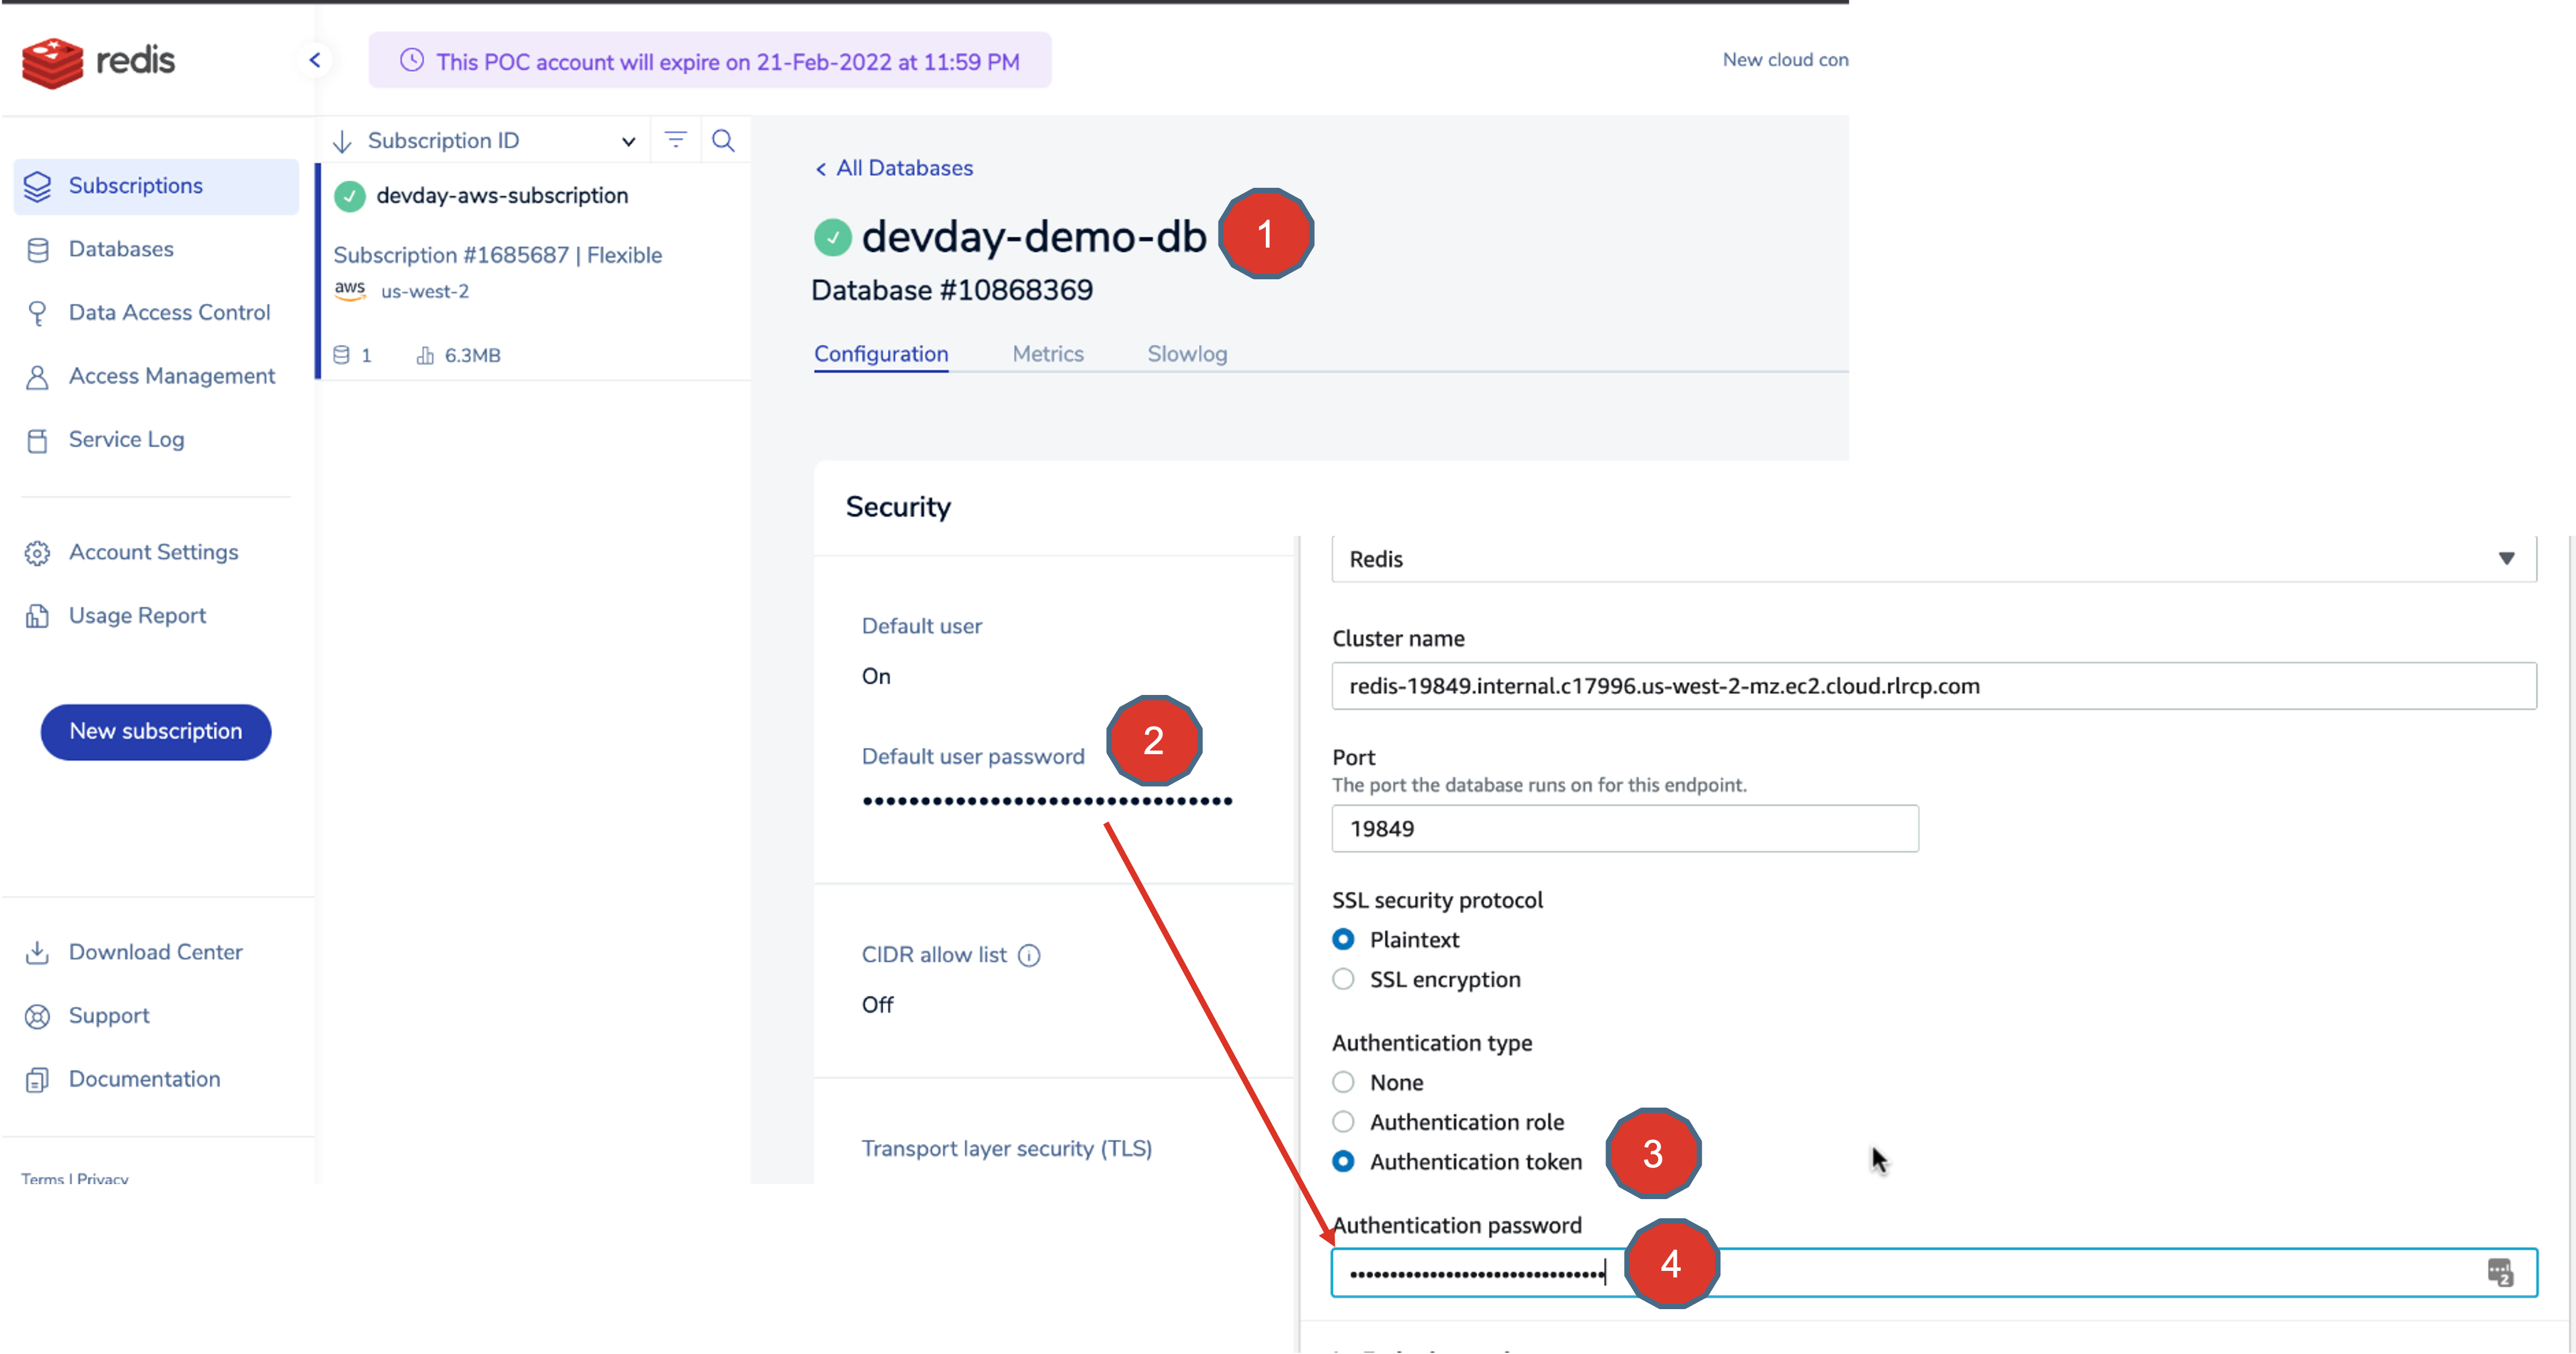 redis
This POC account will expire on 21-Feb-2022 at 11:59 PM
New cloud con
Subscriptions
Databases
Data Access Control
Access Management
Service Log
Account Settings
Usage Report
New subscription
Download Center
Support
Documentation
Terms | Privacy
Subscription ID
devday-aws-subscription
Subscription #1685687 | Flexible
aws us-west-2
1 6.3MB
All Databases
devday-demo-db 1
Database #10868369
Configuration Metrics Slowlog
Security
Default user
On
Default user password 2
••••••••••••••••••••••••••••••••
CIDR allow list
Off
Transport layer security (TLS)
Redis
Cluster name
redis-19849.internal.c17996.us-west-2-mz.ec2.cloud.rlrcp.com
Port
The port the database runs on for this endpoint.
19849
SSL security protocol
Plaintext
SSL encryption
Authentication type
None
Authentication role
Authentication token 3
Authentication password
•••••••••••••••••••••••••••••••• 4
2